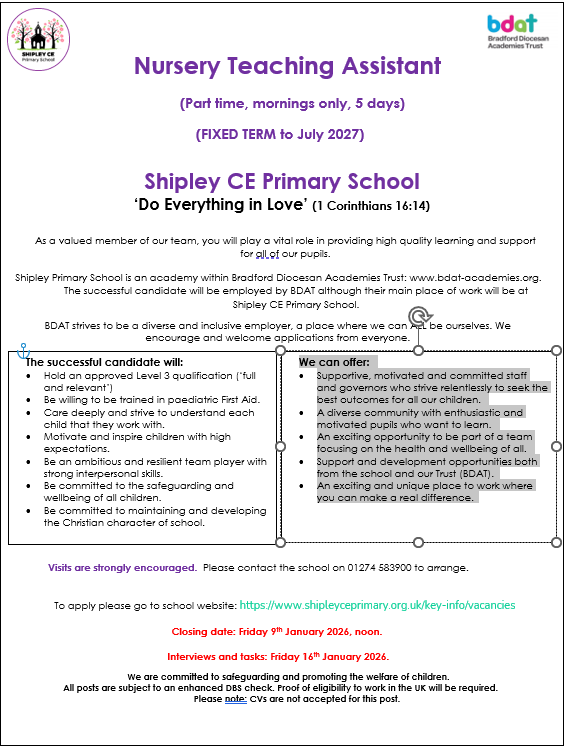 SHIPLEY CE
Primary School
bdat
Bradford Diocesan
Academies Trust
Nursery Teaching Assistant
(Part time, mornings only, 5 days)
(FIXED TERM to July 2027)
Shipley CE Primary School
‘Do Everything in Love’ (1 Corinthians 16:14)
As a valued member of our team, you will play a vital role in providing high quality learning and support
for all of our pupils.
Shipley Primary School is an academy within Bradford Diocesan Academies Trust: www.bdat-academies.org.
The successful candidate will be employed by BDAT although their main place of work will be at
Shipley CE Primary School.
BDAT strives to be a diverse and inclusive employer, a place where we can ALL be ourselves. We
encourage and welcome applications from everyone.
The successful candidate will:
• Hold an approved Level 3 qualification (‘full
and relevant’)
• Be willing to be trained in paediatric First Aid.
• Care deeply and strive to understand each
child that they work with.
• Motivate and inspire children with high
expectations.
• Be an ambitious and resilient team player with
strong interpersonal skills.
• Be committed to the safeguarding and
wellbeing of all children.
• Be committed to maintaining and developing
the Christian character of school.
We can offer:
• Supportive, motivated and committed staff
and governors who strive relentlessly to seek the
best outcomes for all our children.
• A diverse community with enthusiastic and
motivated pupils who want to learn.
• An exciting opportunity to be part of a team
focusing on the health and wellbeing of all.
• Support and development opportunities both
from the school and our Trust (BDAT).
• An exciting and unique place to work where
you can make a real difference.
Visits are strongly encouraged. Please contact the school on 01274 583900 to arrange.
To apply please go to school website: https://www.shipleyceprimary.org.uk/key-info/vacancies
Closing date: Friday 9th January 2026, noon.
Interviews and tasks: Friday 16th January 2026.
We are committed to safeguarding and promoting the welfare of children.
All posts are subject to an enhanced DBS check. Proof of eligibility to work in the UK will be required.
Please note: CVs are not accepted for this post.